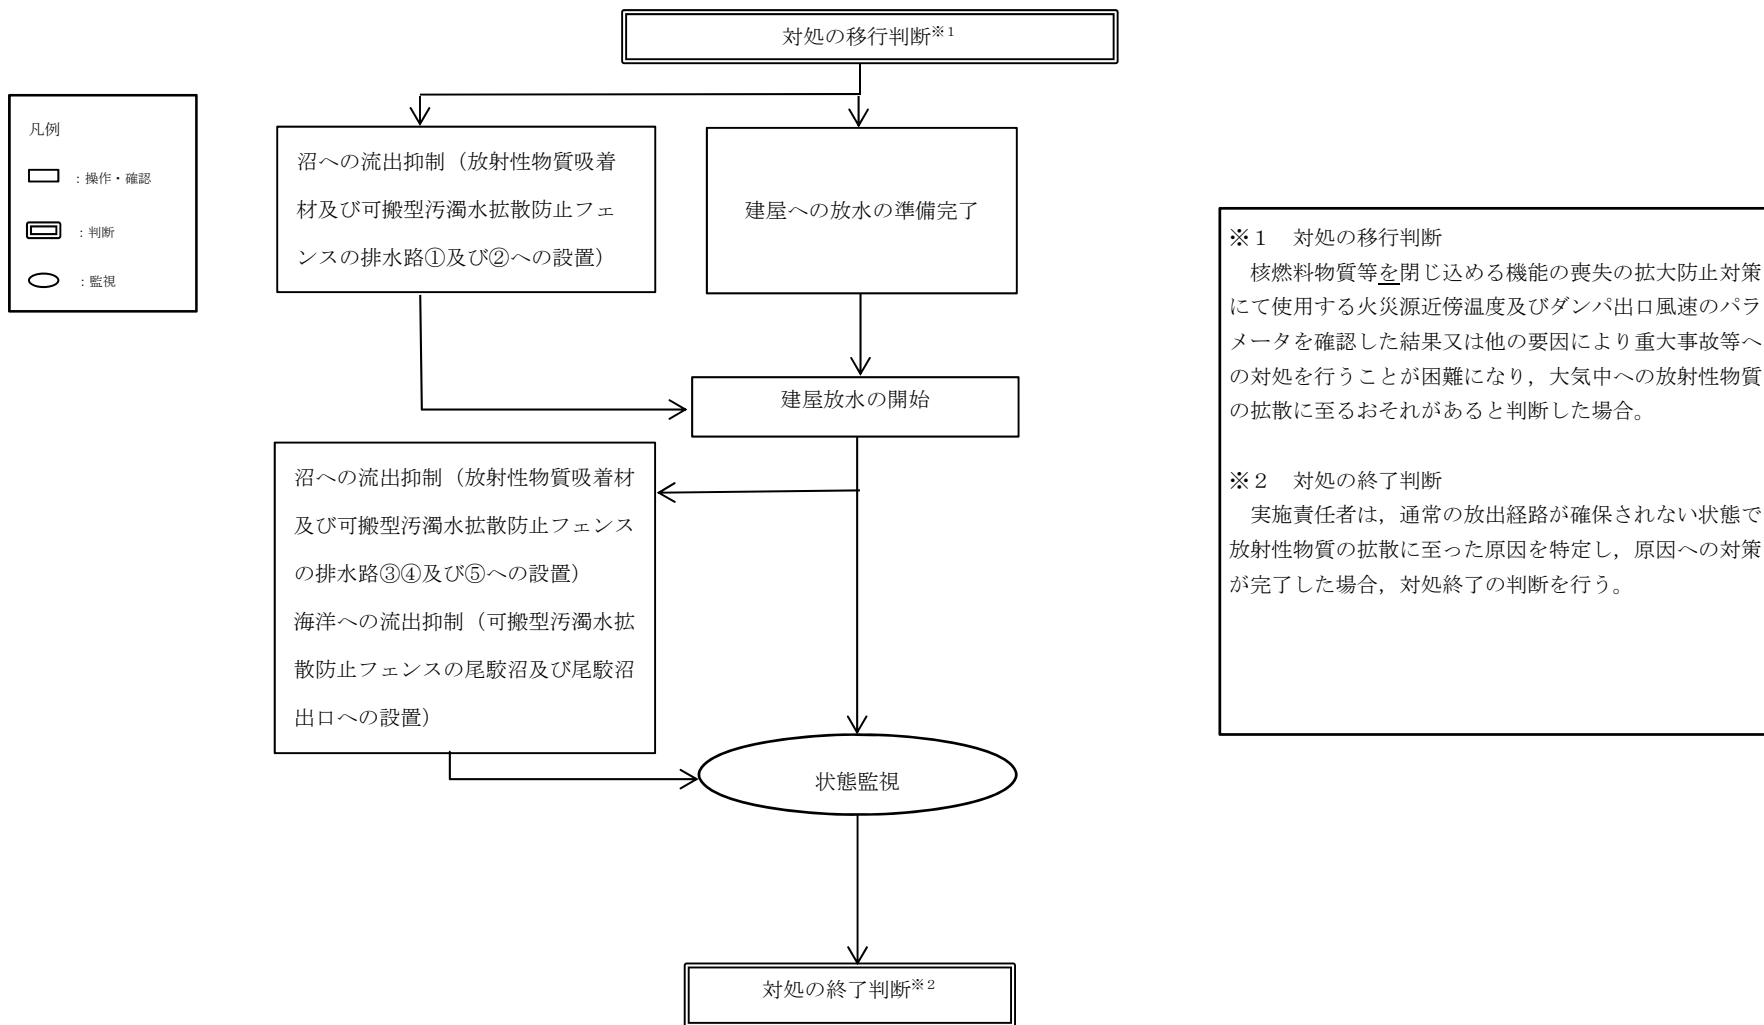 対処の移行判断※1
凡例
：操作・確認
：判断
：監視
沼への流出抑制（放射性物質吸着
材及び可搬型汚濁水拡散防止フェ
ンスの排水路①及び②への設置）
建屋への放水の準備完了
建屋放水の開始
沼への流出抑制（放射性物質吸着材
及び可搬型汚濁水拡散防止フェンス
の排水路③④及び⑤への設置）
海洋への流出抑制（可搬型汚濁水拡
散防止フェンスの尾駮沼及び尾駮沼
出口への設置）
状態監視
対処の終了判断※2
※１　対処の移行判断
　核燃料物質等を閉じ込める機能の喪失の拡大防止対策
にて使用する火災源近傍温度及びダンパ出口風速のパラ
メータを確認した結果又は他の要因により重大事故等へ
の対処を行うことが困難になり，大気中への放射性物質
の拡散に至るおそれがあると判断した場合。
※２　対処の終了判断
　実施責任者は，通常の放出経路が確保されない状態で
放射性物質の拡散に至った原因を特定し，原因への対策
が完了した場合，対処終了の判断を行う。